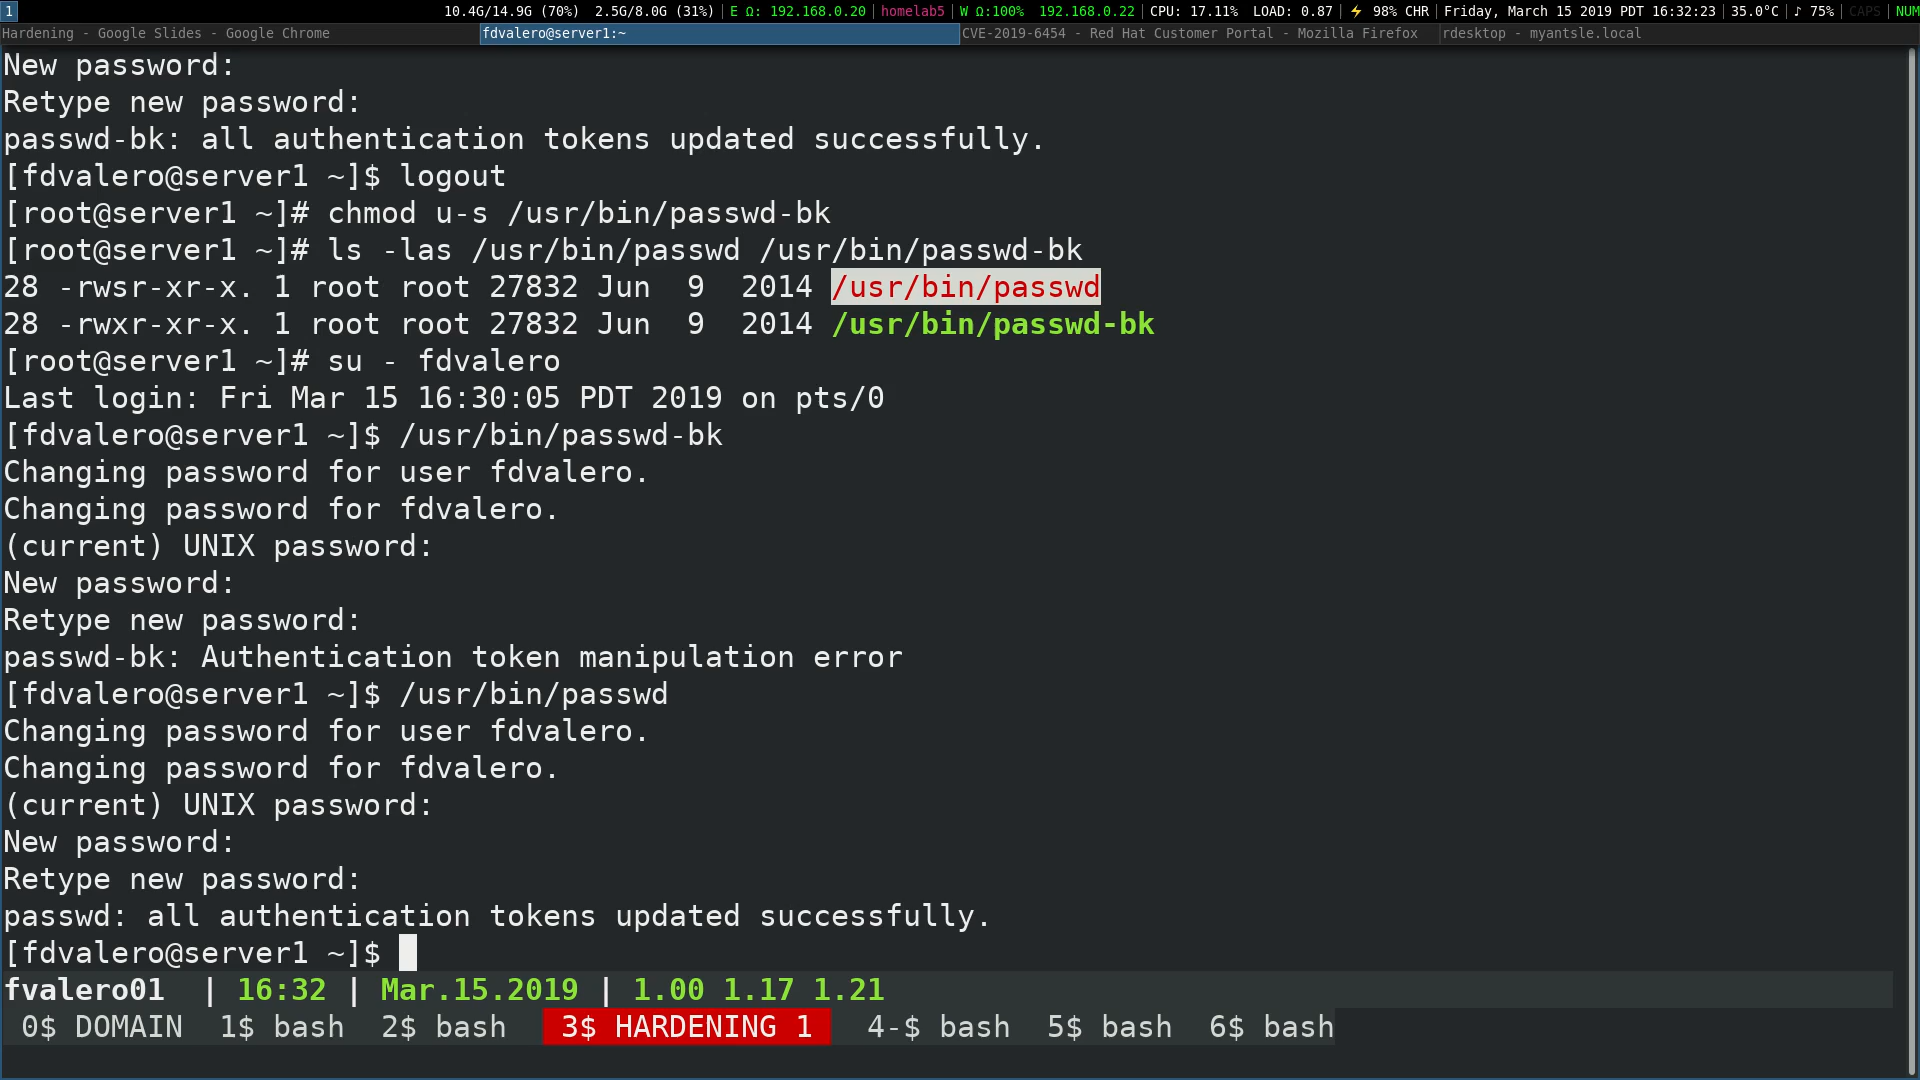 1 10.4G/14.9G (70%) 2.5G/8.0G (31%) | E Ω: 192.168.0.20 | homelab5 | W Ω:100% 192.168.0.22 | CPU: 17.11% LOAD: 0.87 | ⚡ 98% CHR | Friday, March 15 2019 PDT 16:32:23 | 35.0°C | ♪ 75% | CAPS | NUM
Hardening - Google Slides - Google Chrome fdvalero@server1:~ CVE-2019-6454 - Red Hat Customer Portal - Mozilla Firefox rdesktop - myantsle.local
New password:
Retype new password:
passwd-bk: all authentication tokens updated successfully.
[fdvalero@server1 ~]$ logout
[root@server1 ~]# chmod u-s /usr/bin/passwd-bk
[root@server1 ~]# ls -las /usr/bin/passwd /usr/bin/passwd-bk
28 -rwsr-xr-x. 1 root root 27832 Jun  9  2014 /usr/bin/passwd
28 -rwxr-xr-x. 1 root root 27832 Jun  9  2014 /usr/bin/passwd-bk
[root@server1 ~]# su - fdvalero
Last login: Fri Mar 15 16:30:05 PDT 2019 on pts/0
[fdvalero@server1 ~]$ /usr/bin/passwd-bk
Changing password for user fdvalero.
Changing password for fdvalero.
(current) UNIX password:
New password:
Retype new password:
passwd-bk: Authentication token manipulation error
[fdvalero@server1 ~]$ /usr/bin/passwd
Changing password for user fdvalero.
Changing password for fdvalero.
(current) UNIX password:
New password:
Retype new password:
passwd: all authentication tokens updated successfully.
[fdvalero@server1 ~]$
fvalero01  | 16:32 | Mar.15.2019 | 1.00 1.17 1.21
0$ DOMAIN  1$ bash  2$ bash  3$ HARDENING 1  4-$ bash  5$ bash  6$ bash